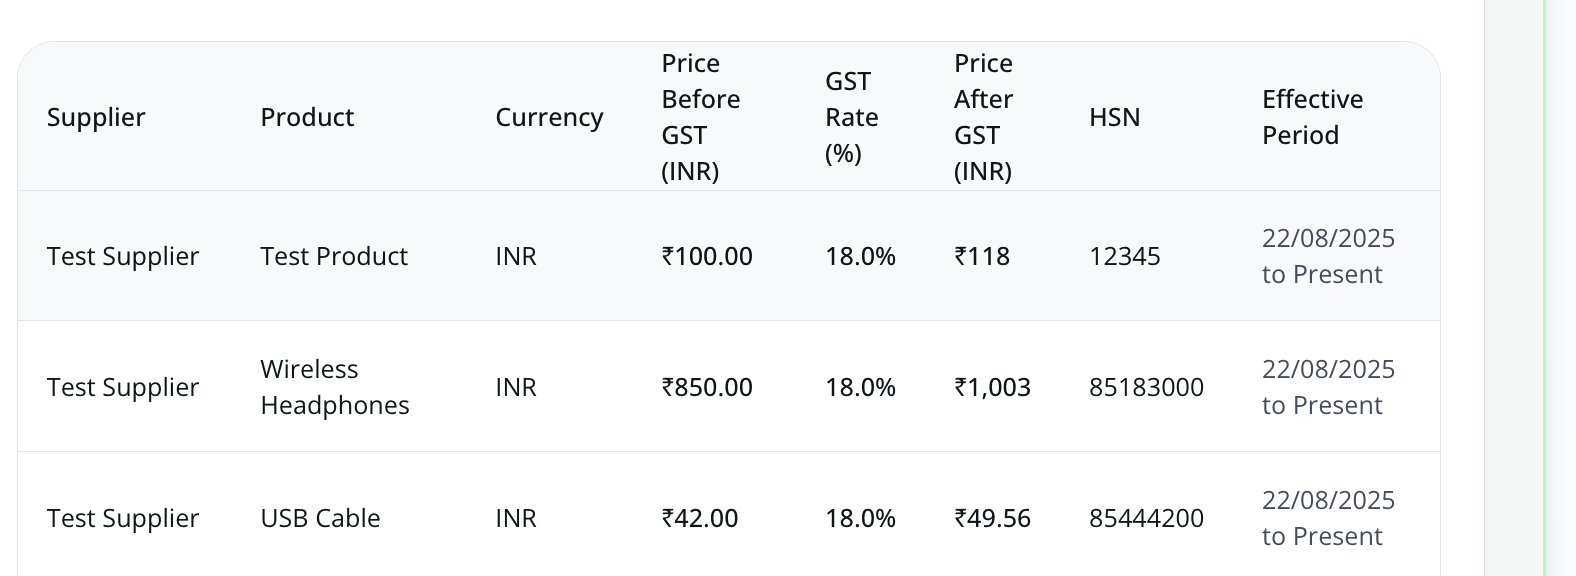 Supplier Product Currency Price Before GST (INR) GST Rate (%) Price After GST (INR) HSN Effective Period
Test Supplier Test Product INR ₹100.00 18.0% ₹118 12345 22/08/2025 to Present
Test Supplier Wireless Headphones INR ₹850.00 18.0% ₹1,003 85183000 22/08/2025 to Present
Test Supplier USB Cable INR ₹42.00 18.0% ₹49.56 85444200 22/08/2025 to Present